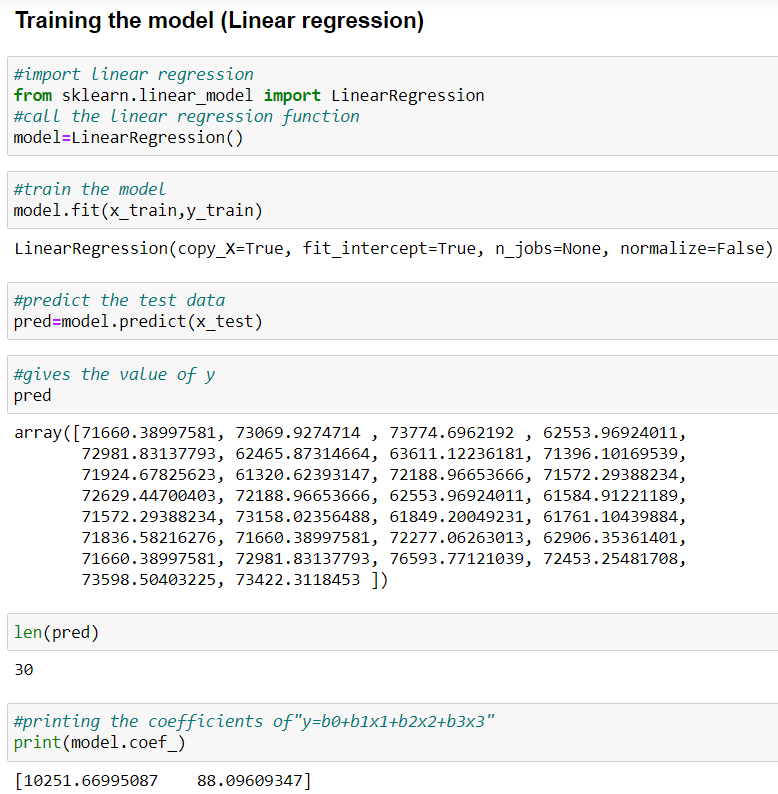 Training the model (Linear regression)
#import linear regression
from sklearn.linear_model import LinearRegression
#call the linear regression function
model=LinearRegression()
#train the model
model.fit(x_train,y_train)
LinearRegression(copy_X=True, fit_intercept=True, n_jobs=None, normalize=False)
#predict the test data
pred=model.predict(x_test)
#gives the value of y
pred
array([71660.38997581, 73069.9274714 , 73774.6962192 , 62553.96924011,
72981.83137793, 62465.87314664, 63611.12236181, 71396.10169539,
71924.67825623, 61320.62393147, 72188.96653666, 71572.29388234,
72629.44700403, 72188.96653666, 62553.96924011, 61584.91221189,
71572.29388234, 73158.02356488, 61849.20049231, 61761.10439884,
71836.58216276, 71660.38997581, 72277.06263013, 62906.35361401,
71660.38997581, 72981.83137793, 76593.77121039, 72453.25481708,
73598.50403225, 73422.3118453 ])
len(pred)
30
#printing the coefficients of"y=b0+b1x1+b2x2+b3x3"
print(model.coef_)
[10251.66995087    88.09609347]